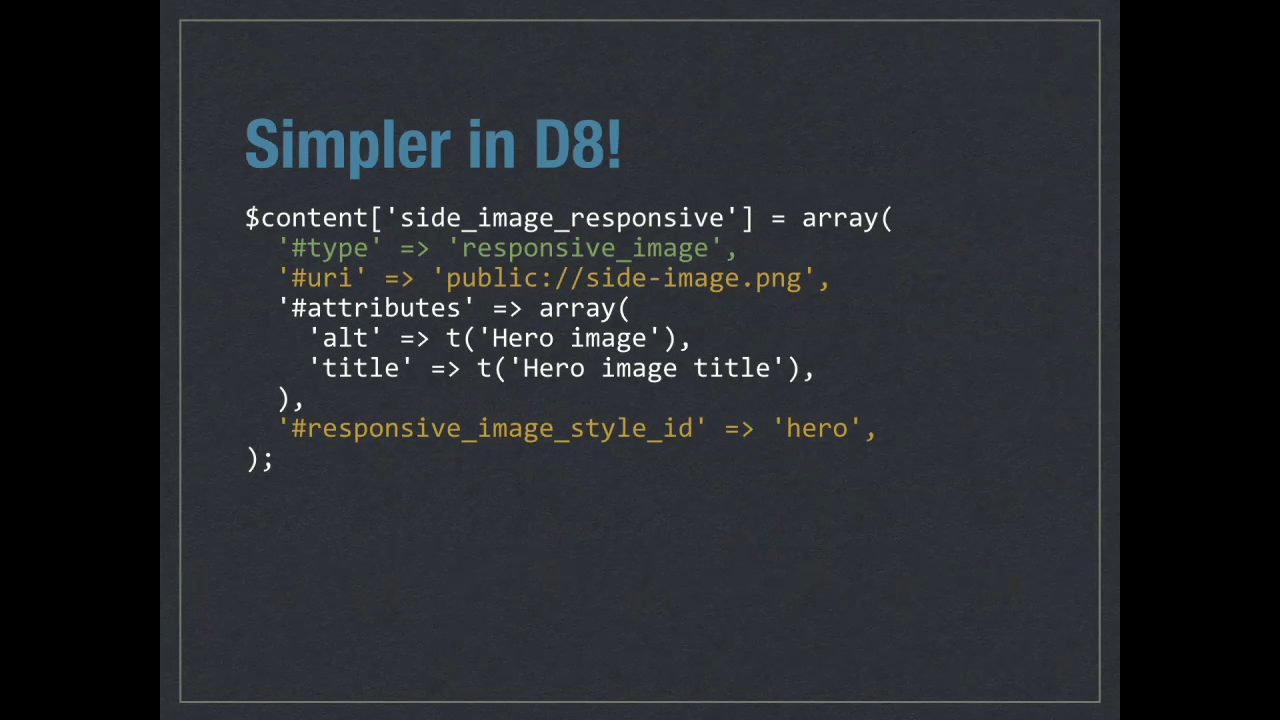 Simpler in D8!
$content['side_image_responsive'] = array(
  '#type' => 'responsive_image',
  '#uri' => 'public://side-image.png',
  '#attributes' => array(
    'alt' => t('Hero image'),
    'title' => t('Hero image title'),
  ),
  '#responsive_image_style_id' => 'hero',
);